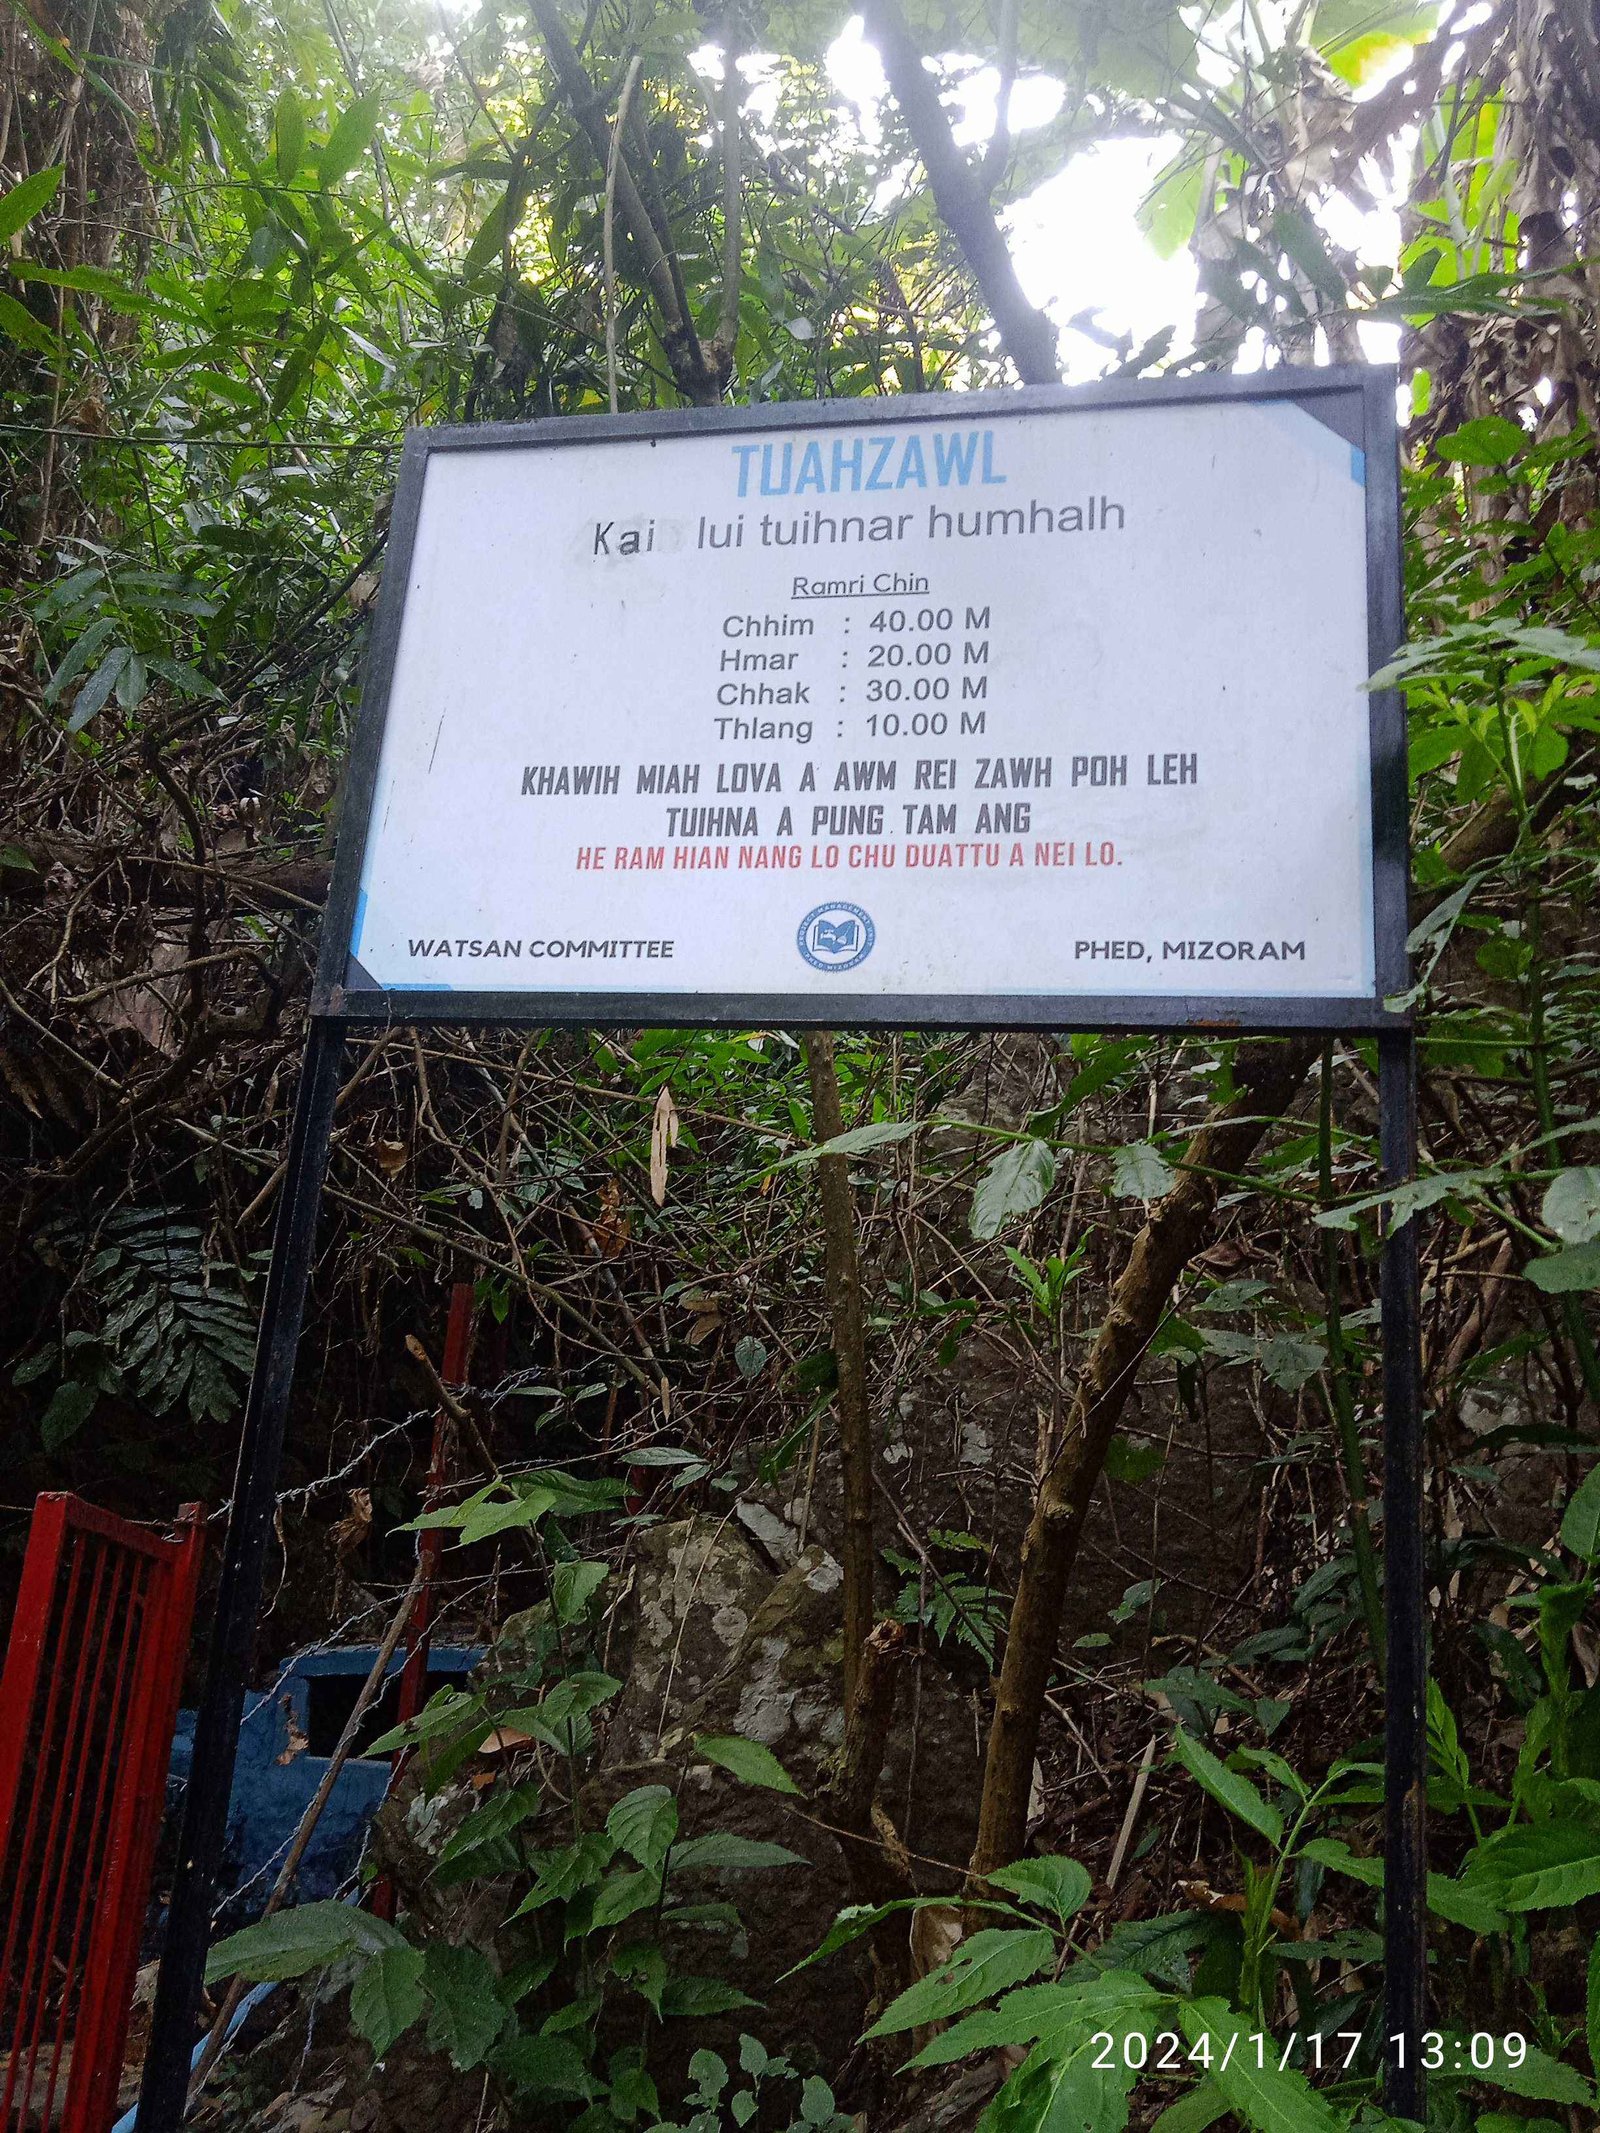 TUAHZAWL
Kai lui tuihnar humhalh
Ramri Chin
Chhim : 40.00 M
Hmar : 20.00 M
Chhak : 30.00 M
Thlang : 10.00 M
KHAWIH MIAH LOVA A AWM REI ZAWH POH LEH
TUIHNA A PUNG TAM ANG
HE RAM HIAN NANG LO CHU DUATTU A NEI LO.
WATSAN COMMITTEE
PHED, MIZORAM
2024/1/17 13:09